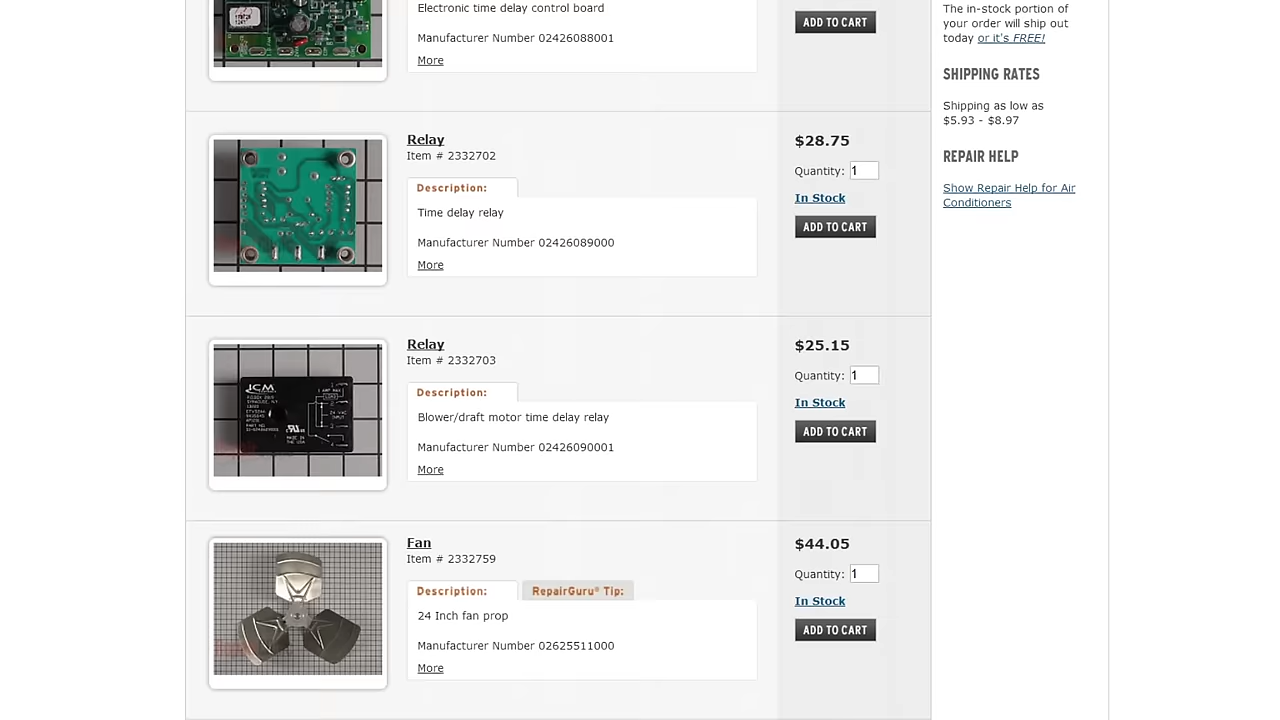 Electronic time delay control board
Manufacturer Number 02426088001
More
ADD TO CART
The in-stock portion of
your order will ship out
today or it's FREE!
SHIPPING RATES
Shipping as low as
$5.93 - $8.97
REPAIR HELP
Show Repair Help for Air
Conditioners
Relay
Item # 2332702
Description:
Time delay relay
Manufacturer Number 02426089000
More
$28.75
Quantity: 1
In Stock
ADD TO CART
Relay
Item # 2332703
Description:
Blower/draft motor time delay relay
Manufacturer Number 02426090001
More
$25.15
Quantity: 1
In Stock
ADD TO CART
ICM
MADE IN
THE USA
Fan
Item # 2332759
Description: RepairGuru® Tip:
24 Inch fan prop
Manufacturer Number 02625511000
More
$44.05
Quantity: 1
In Stock
ADD TO CART